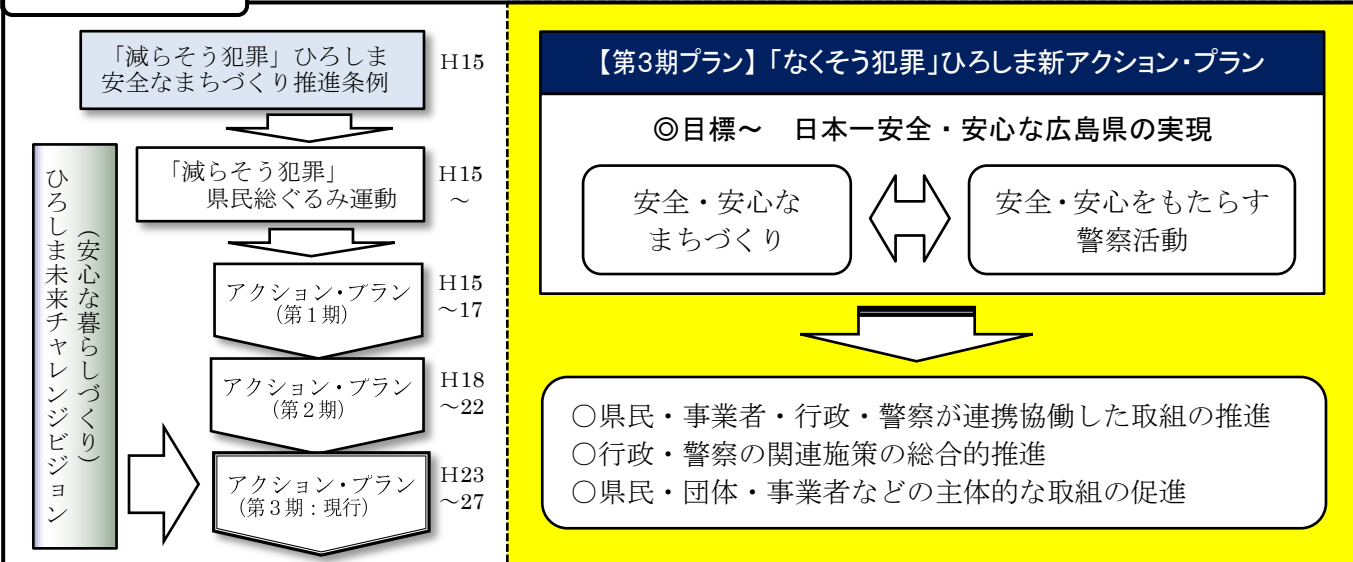 「減らそう犯罪」ひろしま
安全なまちづくり推進条例
H15
「減らそう犯罪」
県民総ぐるみ運動
H15
～
アクション・プラン
(第１期)
H15
～17
アクション・プラン
(第２期)
H18
～22
アクション・プラン
(第３期：現行)
H23
～27
ひろしま未来チャレンジビジョン
(安心な暮らしづくり)
【第3期プラン】「なくそう犯罪」ひろしま新アクション・プラン
◎目標～　日本一安全・安心な広島県の実現
安全・安心な
まちづくり
安全・安心をもたらす
警察活動
○県民・事業者・行政・警察が連携協働した取組の推進
○行政・警察の関連施策の総合的推進
○県民・団体・事業者などの主体的な取組の促進